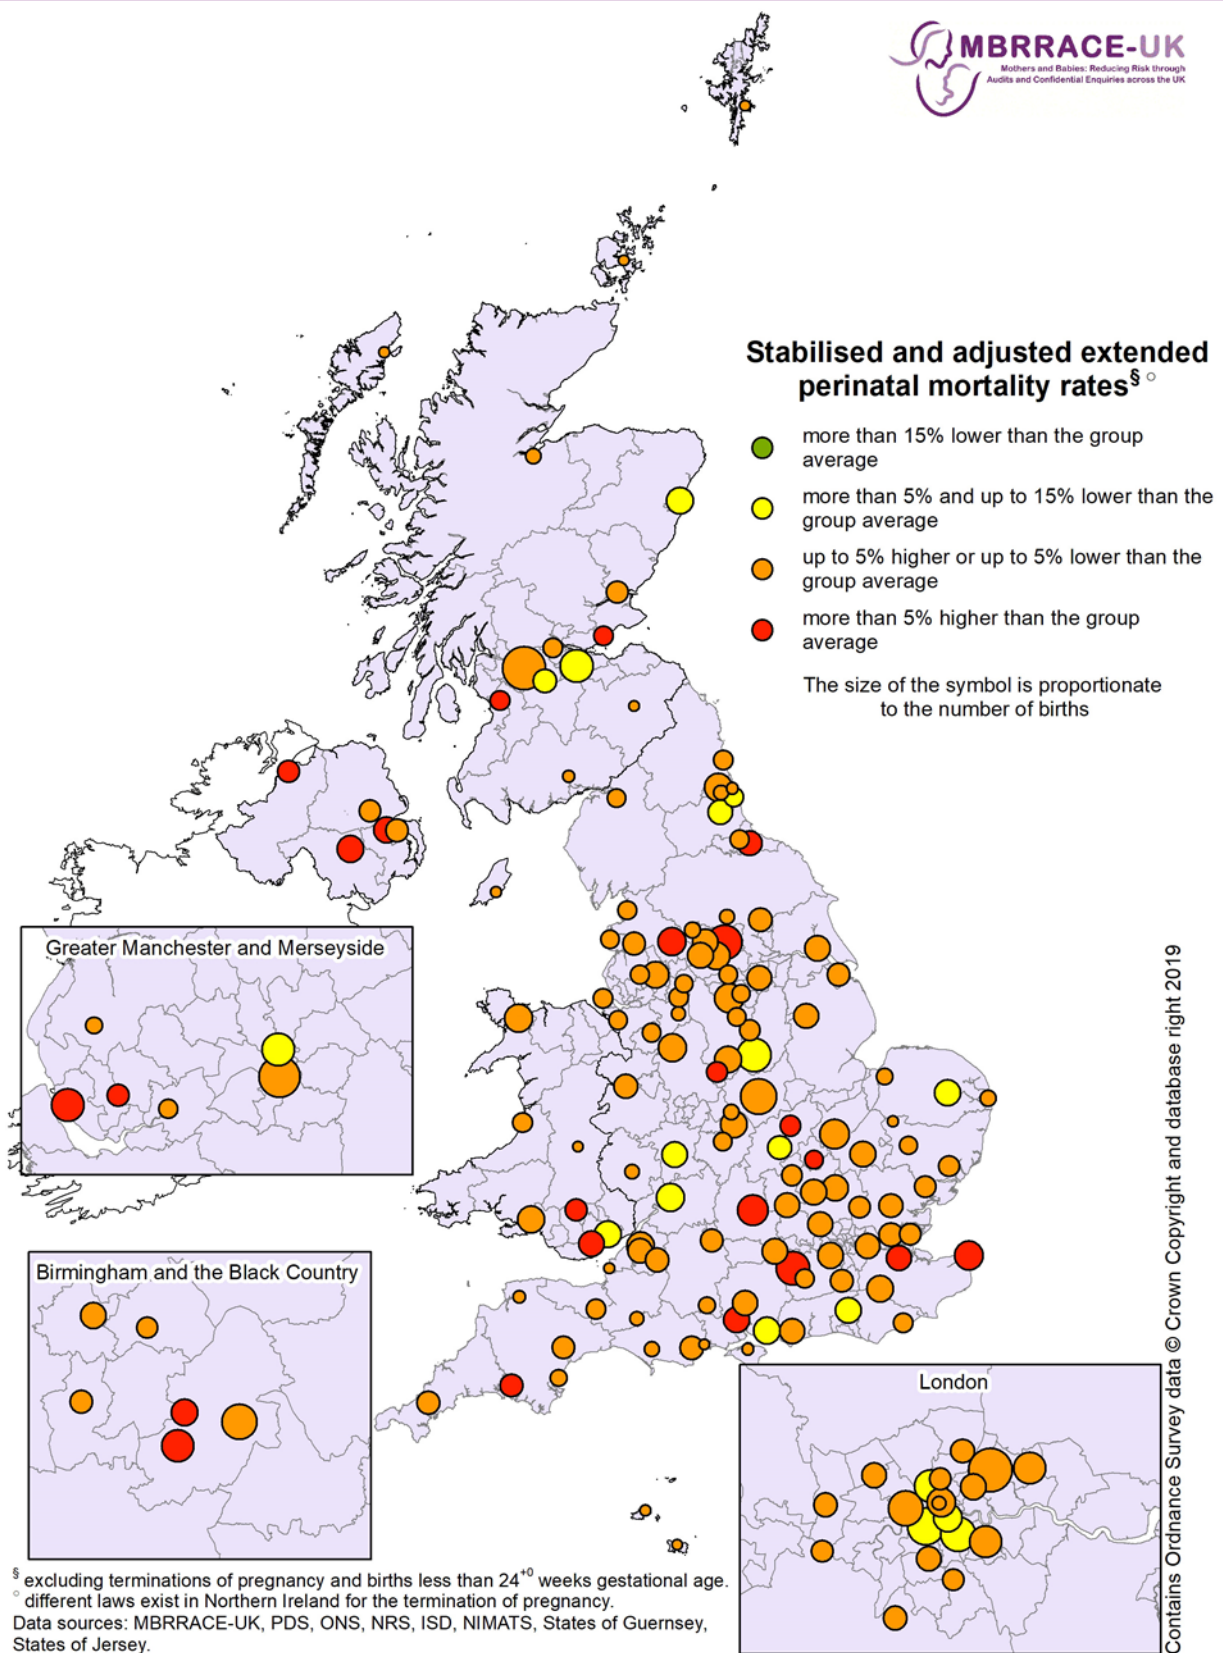 MBRRACE-UK
Mothers and Babies: Reducing Risk through
Audits and Confidential Enquiries across the UK
Stabilised and adjusted extended
perinatal mortality rates§ °
more than 15% lower than the group
average
more than 5% and up to 15% lower than the
group average
up to 5% higher or up to 5% lower than the
group average
more than 5% higher than the group
average
The size of the symbol is proportionate
to the number of births
Greater Manchester and Merseyside
Birmingham and the Black Country
London
Contains Ordnance Survey data © Crown Copyright and database right 2019
§ excluding terminations of pregnancy and births less than 24+0 weeks gestational age.
° different laws exist in Northern Ireland for the termination of pregnancy.
Data sources: MBRRACE-UK, PDS, ONS, NRS, ISD, NIMATS, States of Guernsey,
States of Jersey.